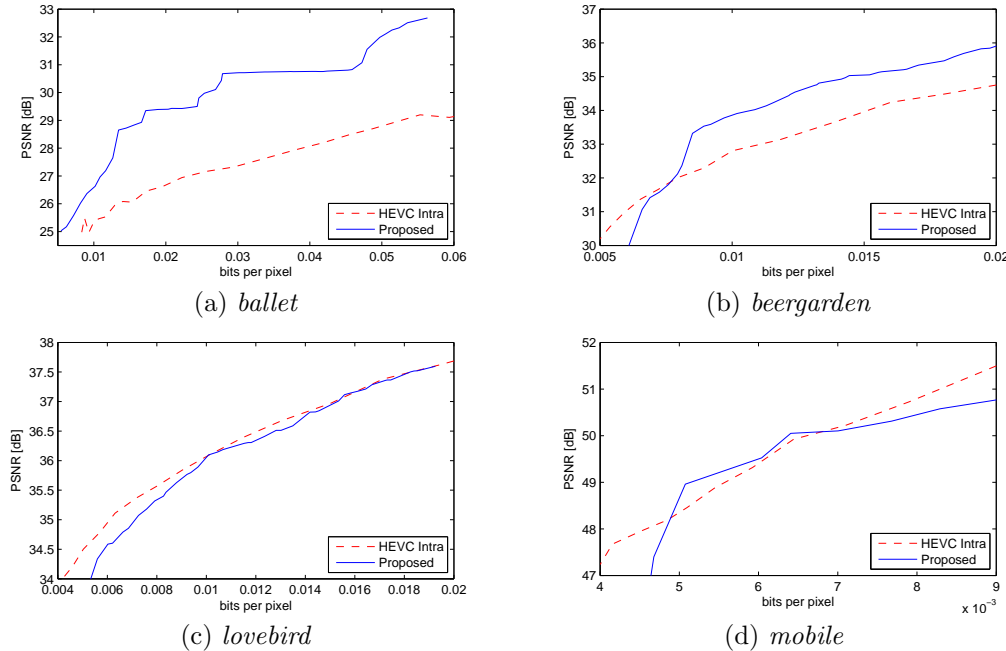 33
32
31
30
29
28
27
26
25
PSNR [dB]
0.01 0.02 0.03 0.04 0.05 0.06
bits per pixel
HEVC Intra
Proposed
(a) ballet
37
36
35
34
33
32
31
30
PSNR [dB]
0.005 0.01 0.015 0.02
bits per pixel
HEVC Intra
Proposed
(b) beergarden
38
37.5
37
36.5
36
35.5
35
34.5
34
PSNR [dB]
0.004 0.006 0.008 0.01 0.012 0.014 0.016 0.018 0.02
bits per pixel
HEVC Intra
Proposed
(c) lovebird
52
51
50
49
48
47
PSNR [dB]
4 5 6 7 8 9
x 10⁻³
bits per pixel
HEVC Intra
Proposed
(d) mobile